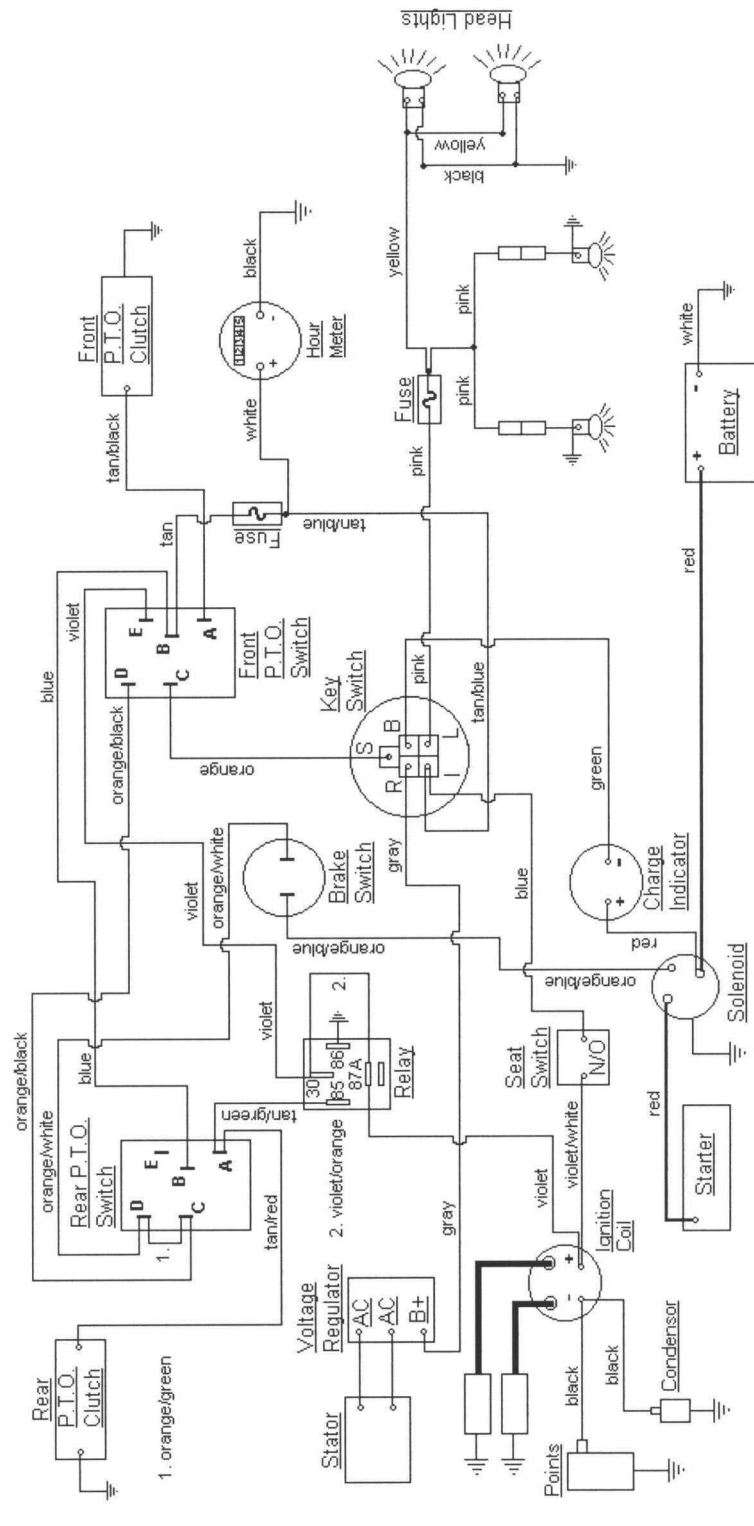 Rear
P.T.O.
Clutch
1. orange/green
orange/black
orange/white
Rear P.T.O.
Switch
D
E
B
C
A
1.
tan/red
blue
tan/green
blue
violet
orange/black
D
E
B
C
A
Front
P.T.O.
Switch
tan
Fuse
tan/black
Front
P.T.O.
Clutch
white
12345
+
-
Hour
Meter
black
tan/blue
violet
violet
orange/white
Brake
Switch
orange/blue
orange
Key
Switch
S
R
B
I
L
gray
pink
tan/blue
pink
Fuse
pink
pink
yellow
yellow
black
Head Lights
2. violet/orange
30
85
86
87A
2.
Relay
Voltage
Regulator
AC
AC
B+
Stator
gray
violet
violet/white
Seat
Switch
N/O
blue
green
+
-
Charge
Indicator
red
orange/blue
Solenoid
red
Starter
red
+
-
Battery
white
-
+
Ignition
Coil
black
black
Points
Condensor